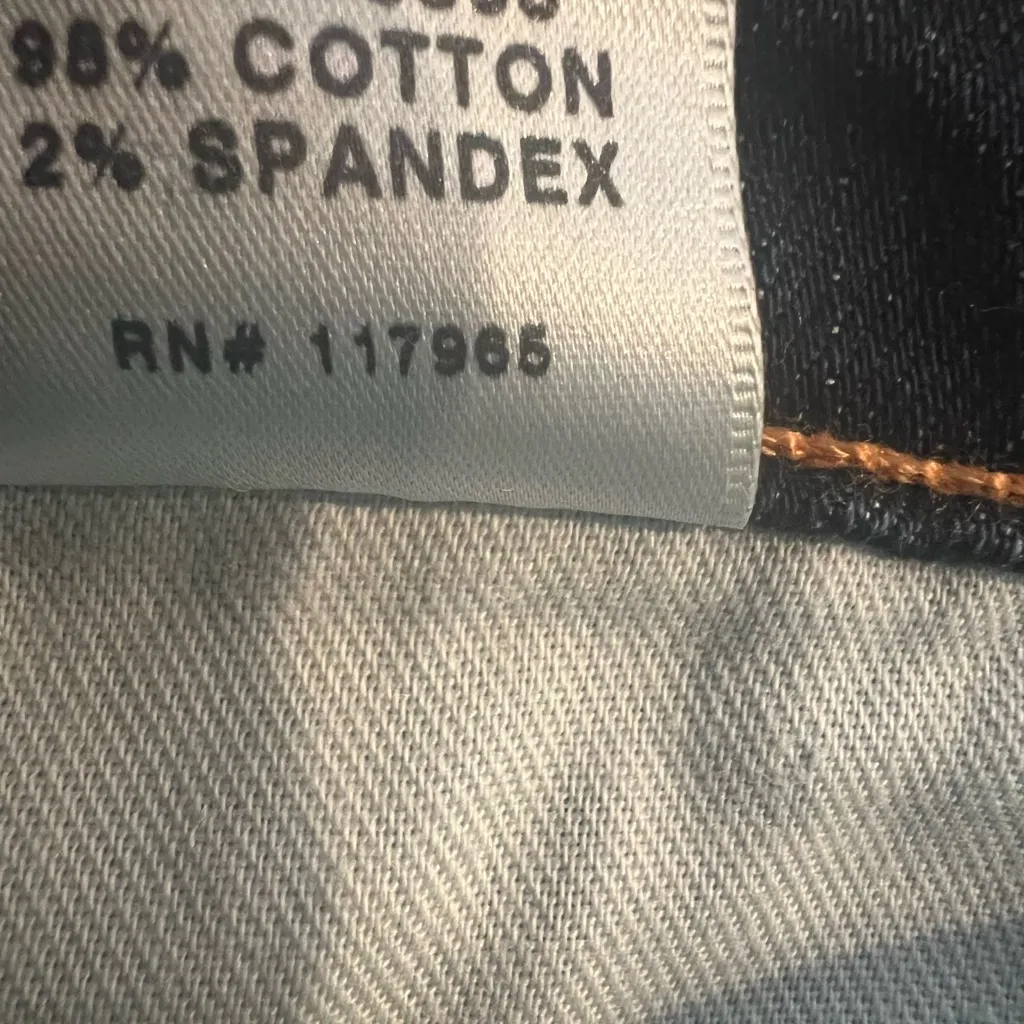 98% COTTON
2% SPANDEX
RN# 117965